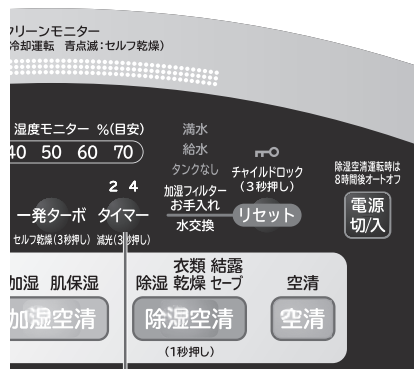 クリーンモニター
冷却運転 青点滅:セルフ乾燥)
湿度モニター %(目安)
40 50 60 70
満水
給水
タンクなし
加湿フィルター
お手入れ
水交換
チャイルドロック
(3秒押し)
リセット
除湿空清運転時は
8時間後オートオフ
電源
切/入
2 4
一発ターボ タイマー
セルフ乾燥(3秒押し) 減光(3秒押し)
加湿 肌保湿
加湿空清
衣類 結露
除湿 乾燥 セーブ
除湿空清
(1秒押し)
空清
空清